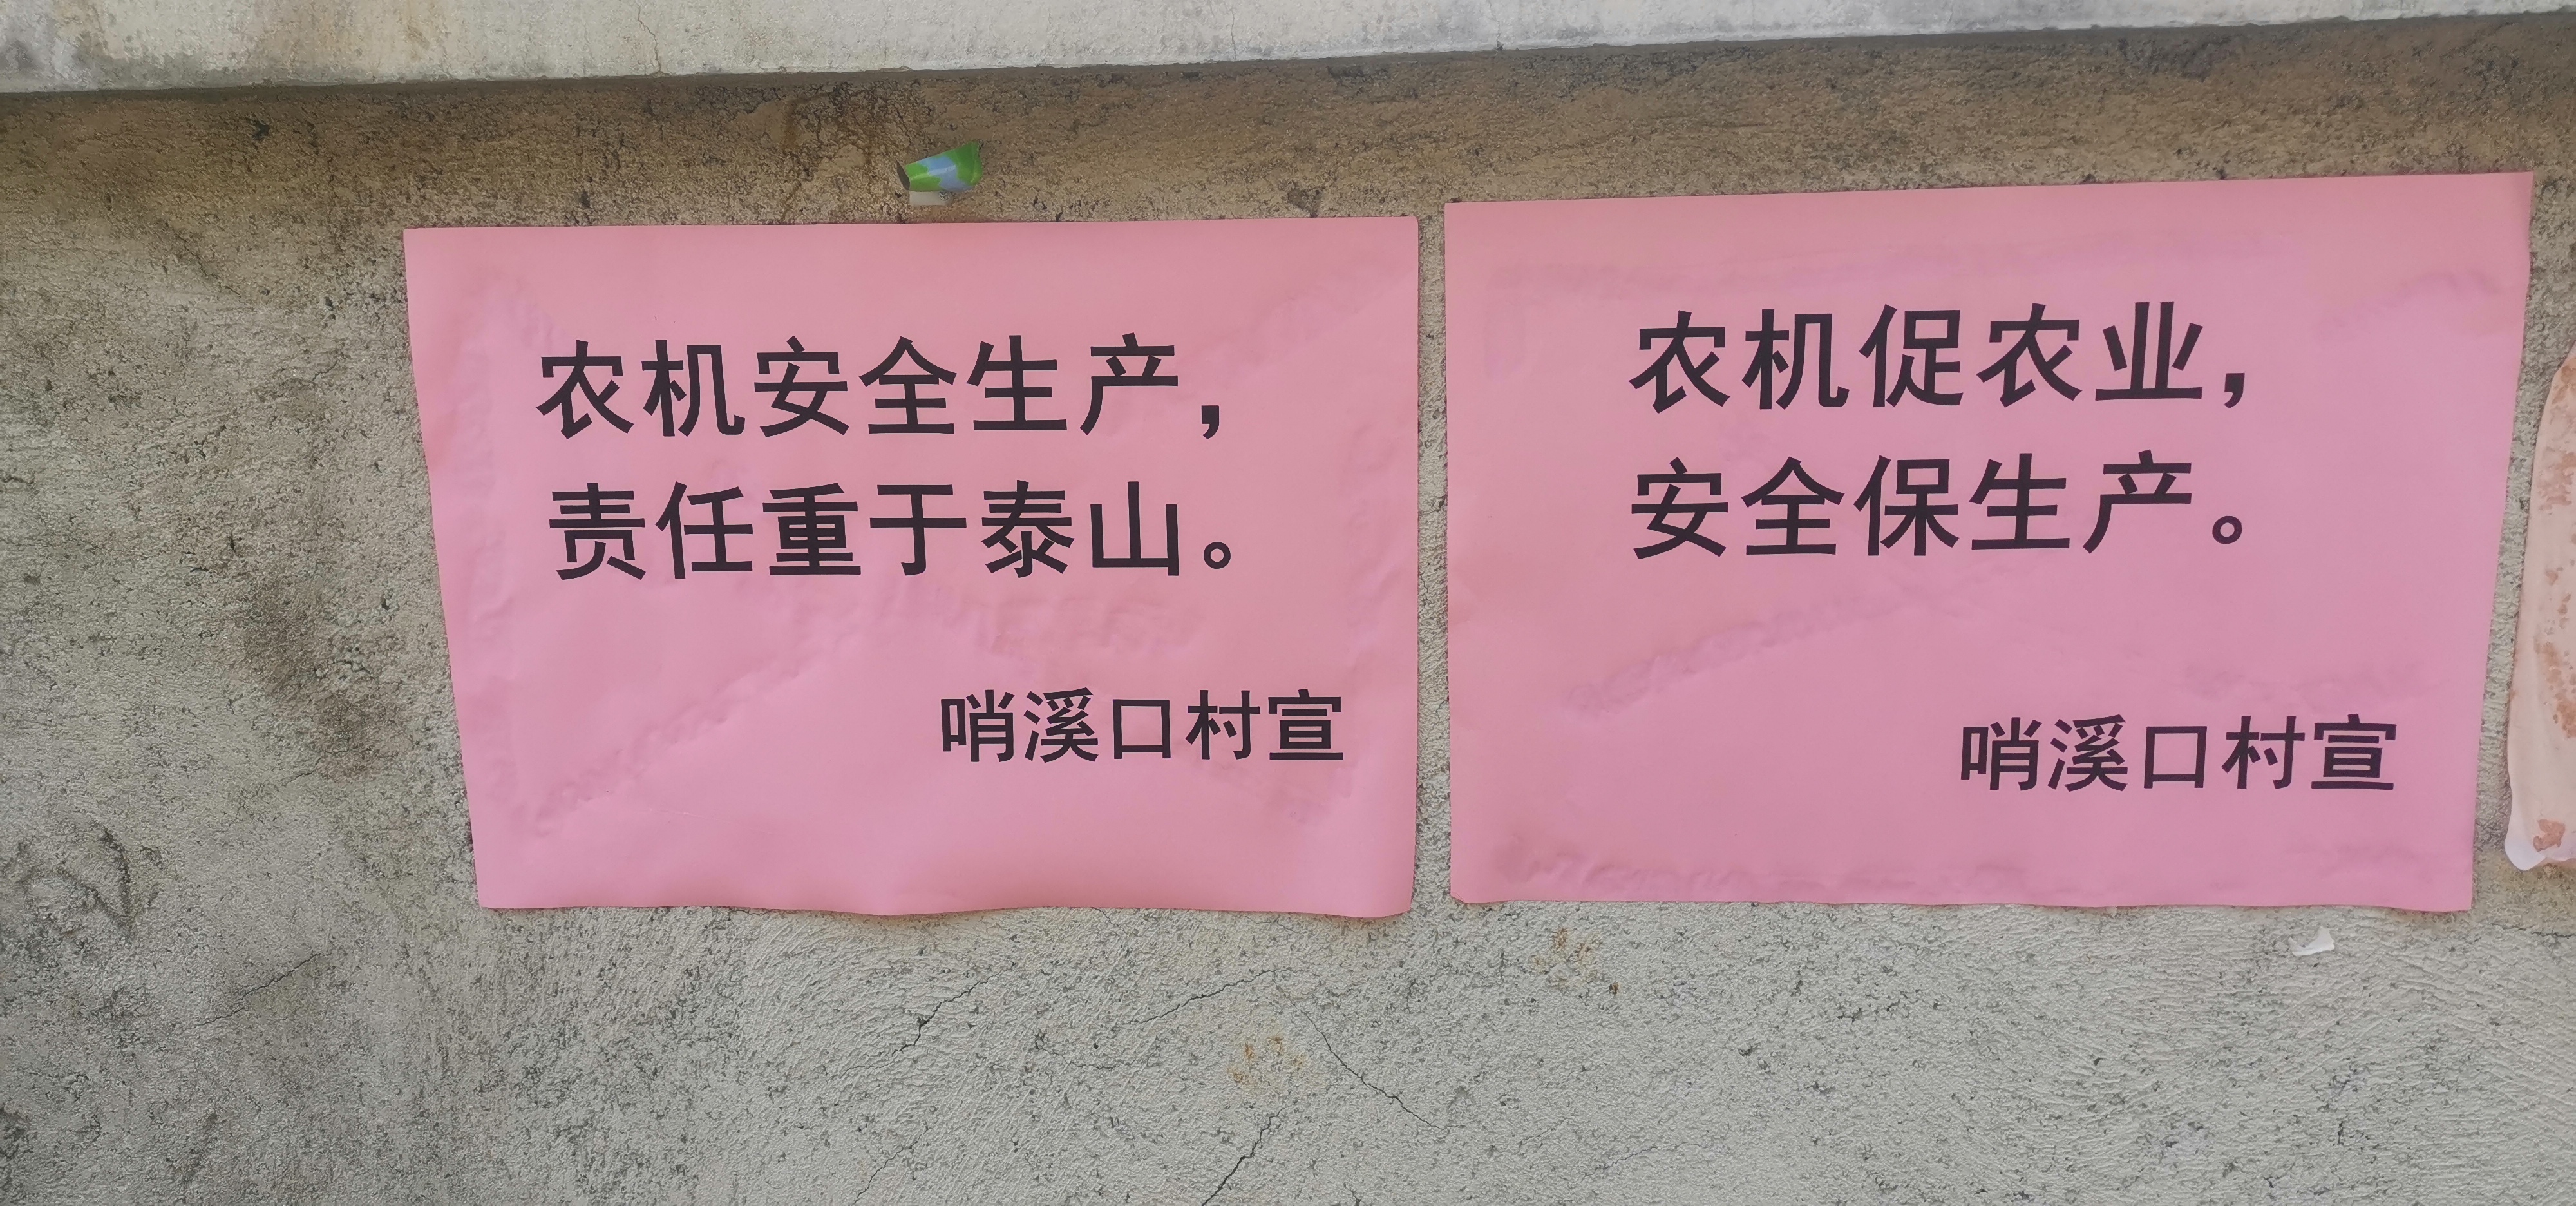 农机安全生产，
责任重于泰山。
哨溪口村宣
农机促农业，
安全保生产。
哨溪口村宣